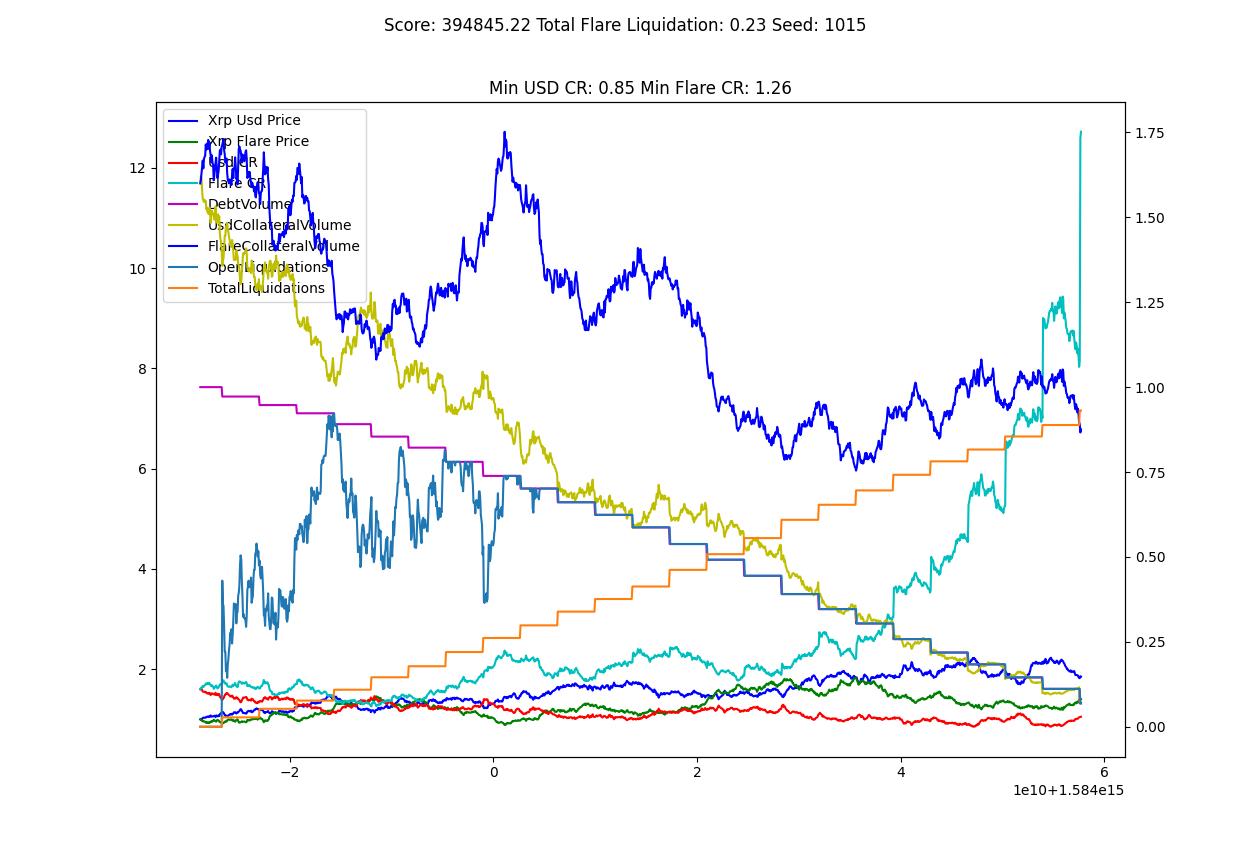 Score: 394845.22 Total Flare Liquidation: 0.23 Seed: 1015
Min USD CR: 0.85 Min Flare CR: 1.26
Xrp Usd Price
Xrp Flare Price
Usd CR
Flare CR
DebtVolume
UsdCollateralVolume
FlareCollateralVolume
OpenLiquidations
TotalLiquidations
12
10
8
6
4
2
1.75
1.50
1.25
1.00
0.75
0.50
0.25
0.00
−2 0 2 4 6
1e10+1.584e15